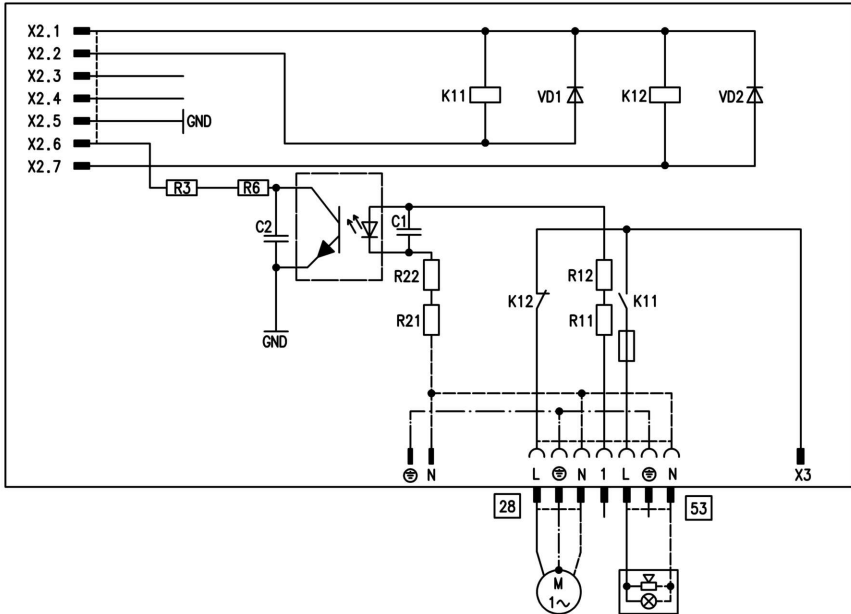 X2.1
X2.2
X2.3
X2.4
X2.5
GND
X2.6
X2.7
K11
VD1
K12
VD2
R3
R6
C2
C1
R22
R21
GND
K12
R12
R11
K11
N
L
N
1
L
N
X3
28
53
M
1~